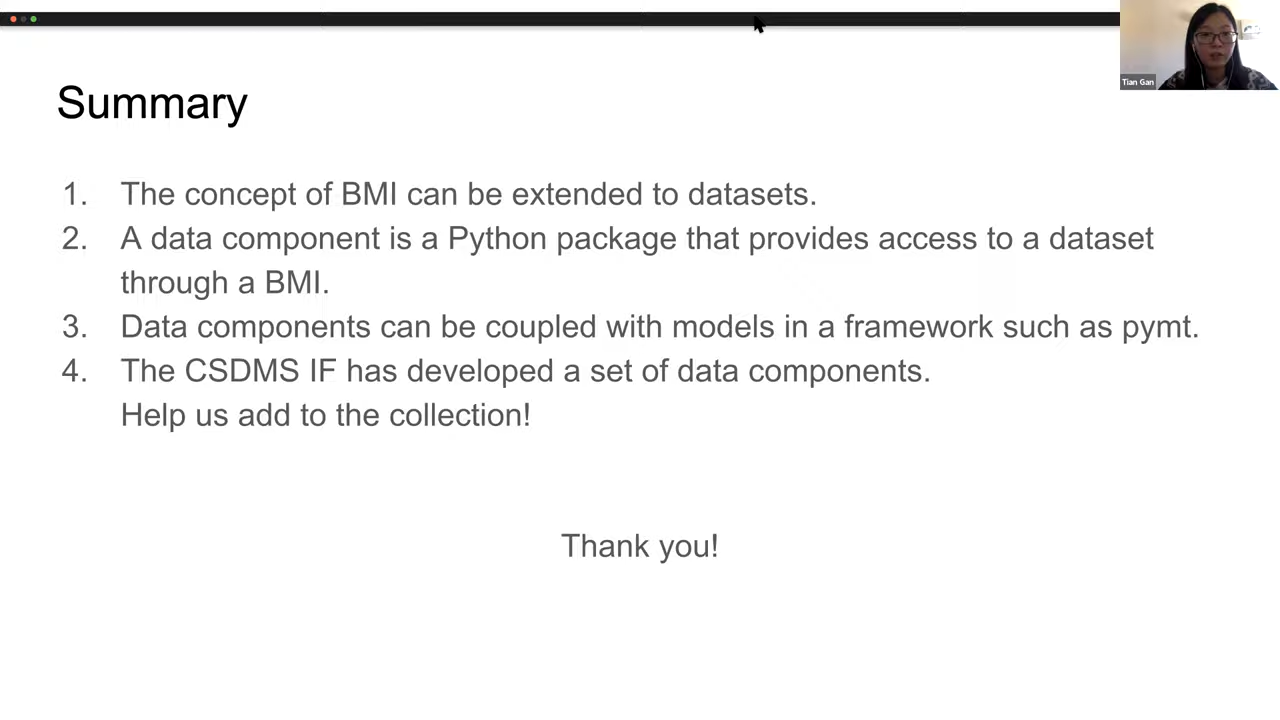 Tian Gan
Summary
1. The concept of BMI can be extended to datasets.
2. A data component is a Python package that provides access to a dataset
through a BMI.
3. Data components can be coupled with models in a framework such as pymt.
4. The CSDMS IF has developed a set of data components.
Help us add to the collection!
Thank you!